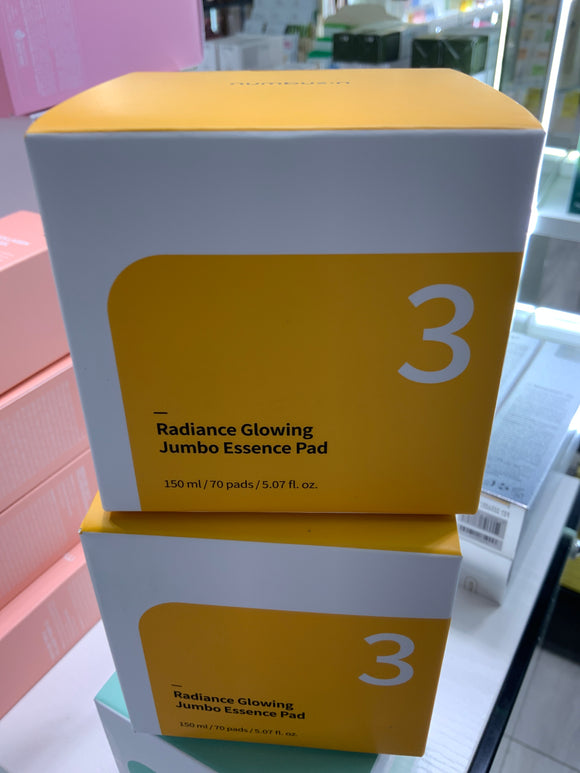 numbuzin
3
Radiance Glowing
Jumbo Essence Pad
150 ml / 70 pads / 5.07 fl. oz.
3
Radiance Glowing
Jumbo Essence Pad
150 ml / 70 pads / 5.07 fl. oz.